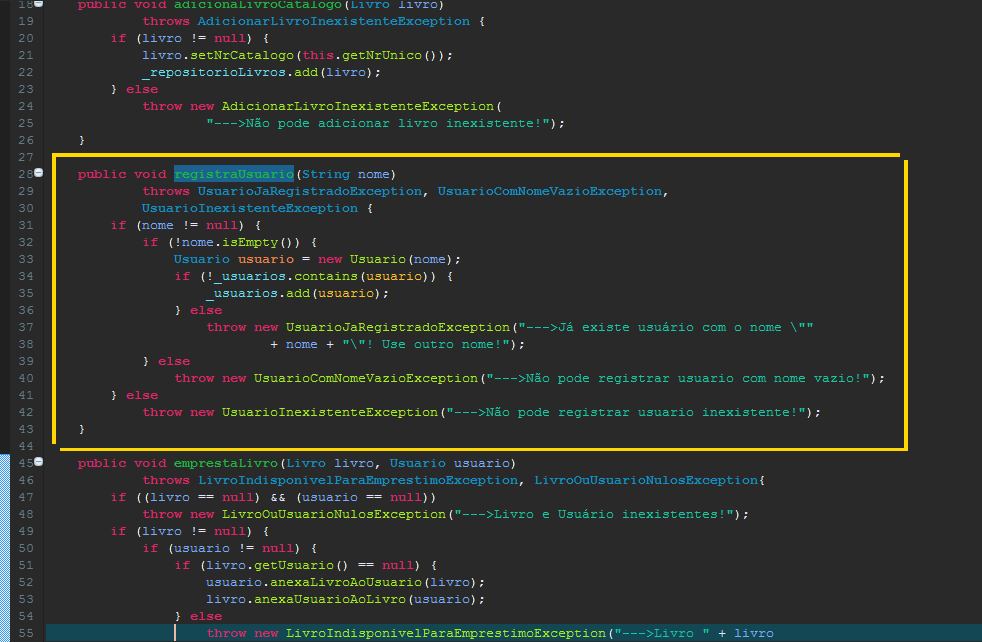 18 public void adicionaLivroCatalogo(Livro livro)
19 throws AdicionarLivroInexistenteException {
20 if (livro != null) {
21 livro.setNrCatalogo(this.getNrUnico());
22 _repositorioLivros.add(livro);
23 } else
24 throw new AdicionarLivroInexistenteException(
25 "--->Não pode adicionar livro inexistente!");
26 }
27
28 public void registraUsuario(String nome)
29 throws UsuarioJaRegistradoException, UsuarioComNomeVazioException,
30 UsuarioInexistenteException {
31 if (nome != null) {
32 if (!nome.isEmpty()) {
33 Usuario usuario = new Usuario(nome);
34 if (!_usuarios.contains(usuario)) {
35 _usuarios.add(usuario);
36 } else
37 throw new UsuarioJaRegistradoException("--->Já existe usuário com o nome \""
38 + nome + "\"! Use outro nome!");
39 } else
40 throw new UsuarioComNomeVazioException("--->Não pode registrar usuario com nome vazio!");
41 } else
42 throw new UsuarioInexistenteException("--->Não pode registrar usuario inexistente!");
43 }
44
45 public void emprestaLivro(Livro livro, Usuario usuario)
46 throws LivroIndisponivelParaEmprestimoException, LivroOuUsuarioNulosException{
47 if ((livro == null) && (usuario == null))
48 throw new LivroOuUsuarioNulosException("--->Livro e Usuário inexistentes!");
49 if (livro != null) {
50 if (usuario != null) {
51 if (livro.getUsuario() == null) {
52 usuario.anexaLivroAoUsuario(livro);
53 livro.anexaUsuarioAoLivro(usuario);
54 } else
55 throw new LivroIndisponivelParaEmprestimoException("--->Livro " + livro